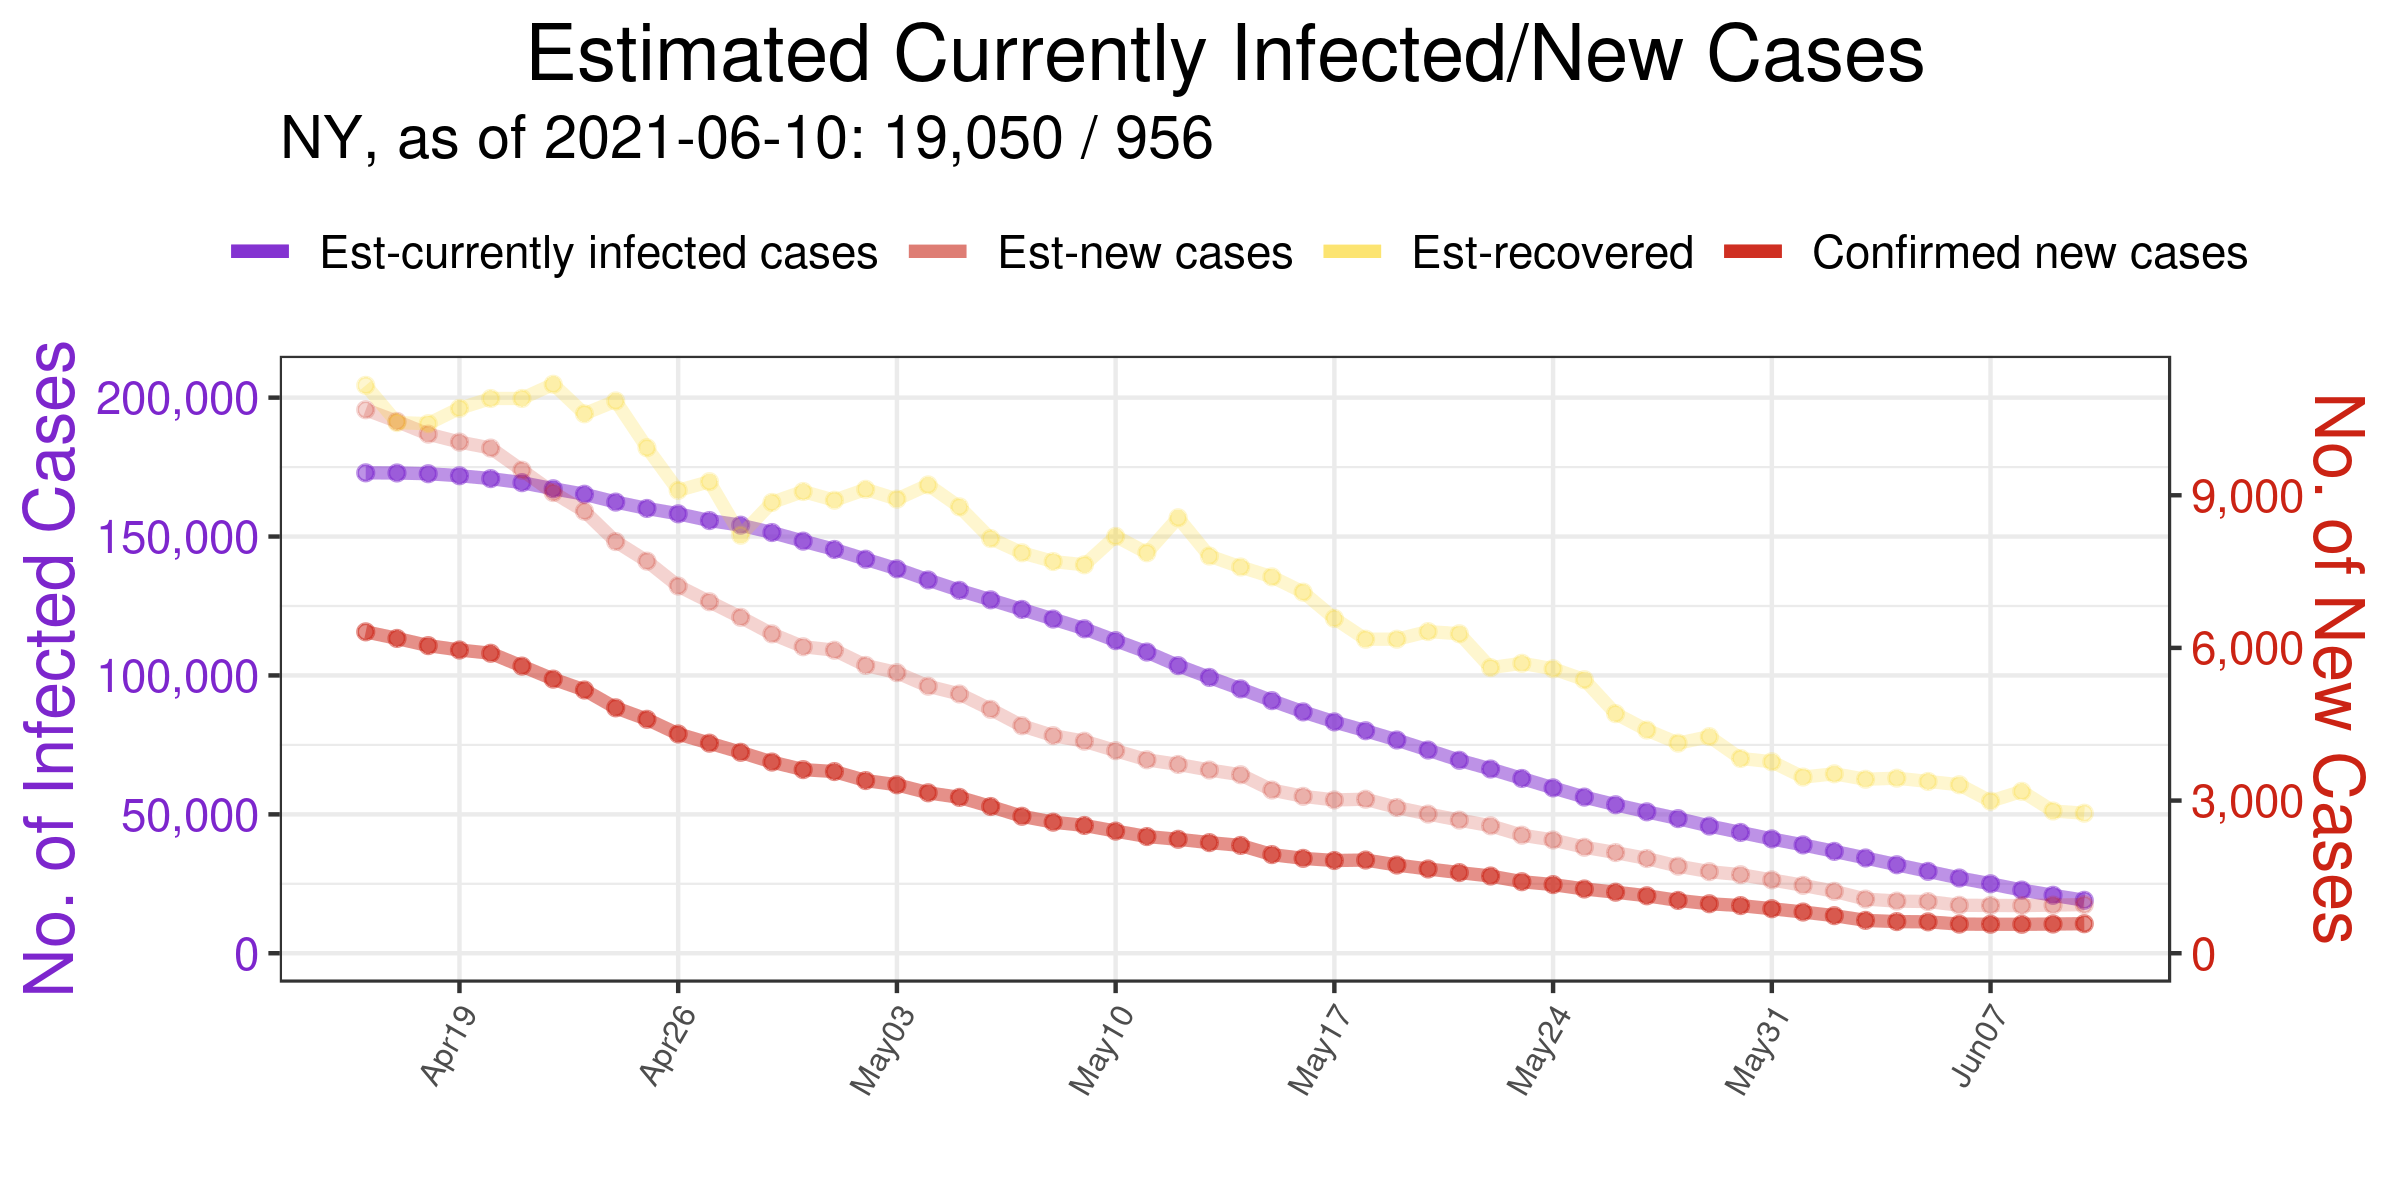 Estimated Currently Infected/New Cases
NY, as of 2021-06-10: 19,050 / 956
Est-currently infected cases Est-new cases Est-recovered Confirmed new cases
No. of Infected Cases
200,000
150,000
100,000
50,000
0
9,000
6,000
3,000
0
No. of New Cases
Apr19 Apr26 May03 May10 May17 May24 May31 Jun07